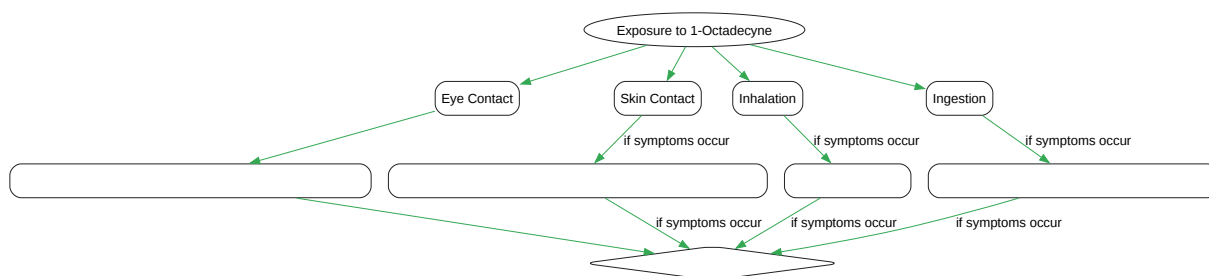 Exposure to 1-Octadecyne
Eye Contact
Skin Contact
Inhalation
Ingestion
if symptoms occur
if symptoms occur
if symptoms occur
if symptoms occur
if symptoms occur
if symptoms occur